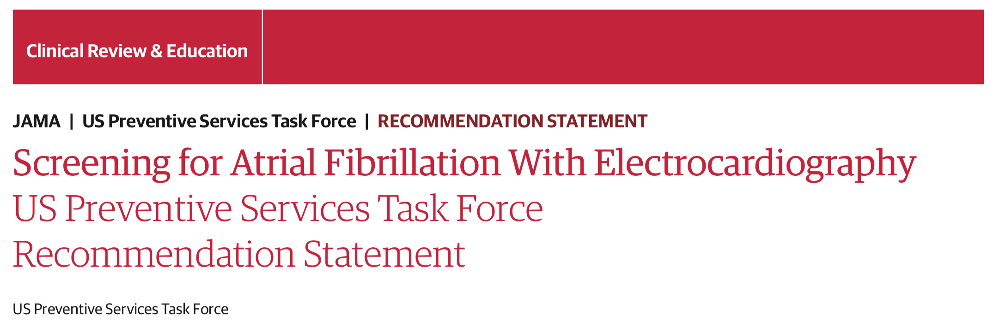 Clinical Review & Education
JAMA | US Preventive Services Task Force | RECOMMENDATION STATEMENT
Screening for Atrial Fibrillation With Electrocardiography
US Preventive Services Task Force
Recommendation Statement
US Preventive Services Task Force